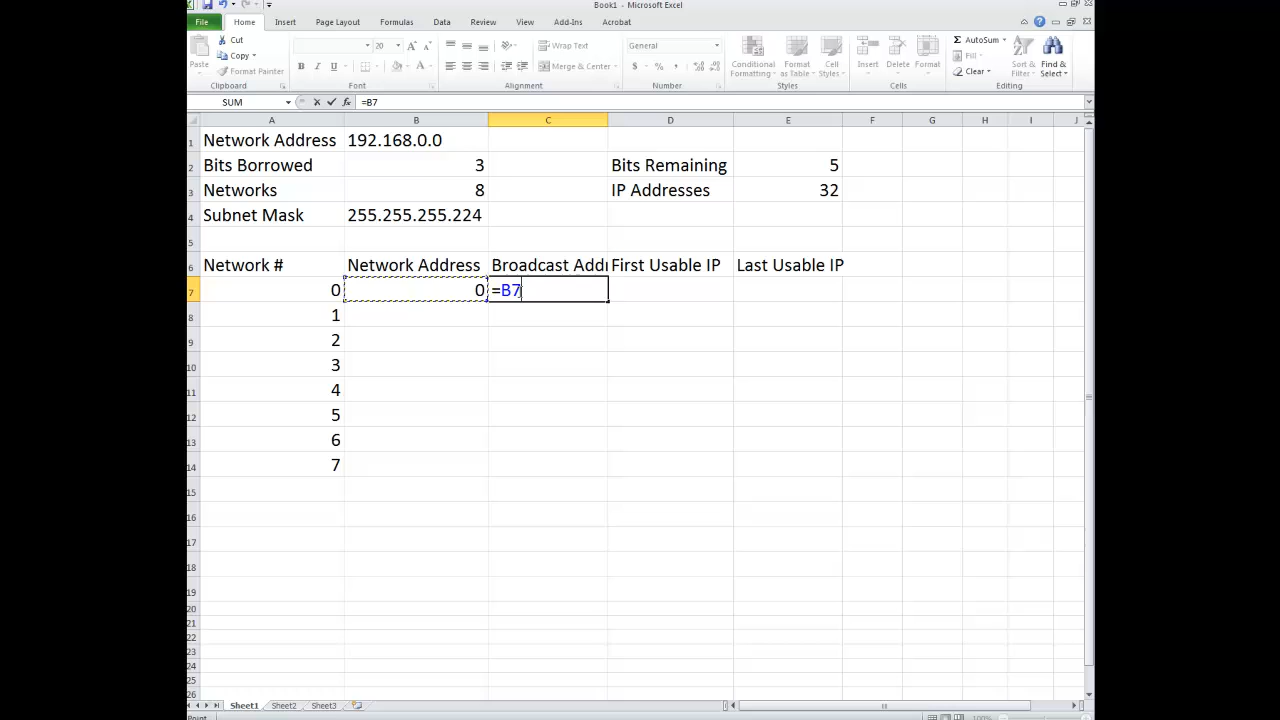 Book1 - Microsoft Excel
File Home Insert Page Layout Formulas Data Review View Add-Ins Acrobat
Cut
Copy
Format Painter
Paste
20 A A
B I U
Wrap Text
Merge & Center
General
$ % ,
Conditional Formatting
Format as Table
Cell Styles
Insert Delete Format
AutoSum
Fill
Clear
Sort & Filter
Find & Select
Clipboard Font Alignment Number Styles Cells Editing
SUM fx =B7
A B C D E F G H I J
1 Network Address 192.168.0.0
2 Bits Borrowed 3 Bits Remaining 5
3 Networks 8 IP Addresses 32
4 Subnet Mask 255.255.255.224
5
6 Network # Network Address Broadcast Addr First Usable IP Last Usable IP
7 0 0 =B7
8 1
9 2
10 3
11 4
12 5
13 6
14 7
15
16
17
18
19
20
21
22
23
24
25
26
Sheet1 Sheet2 Sheet3
Point 100%